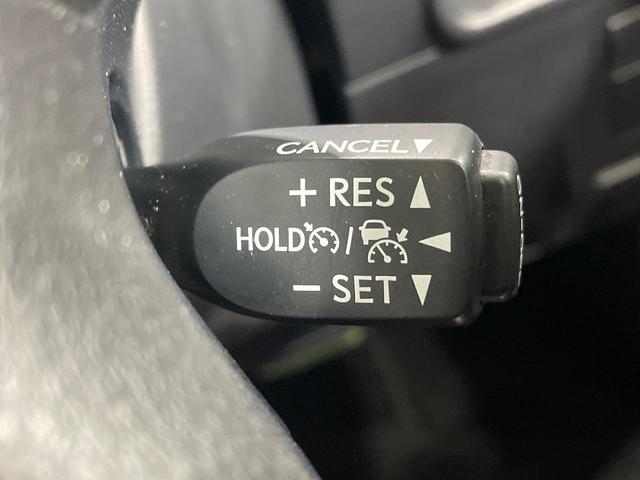 CANCEL▼
+ RES ▲
HOLD / ◀
− SET ▼